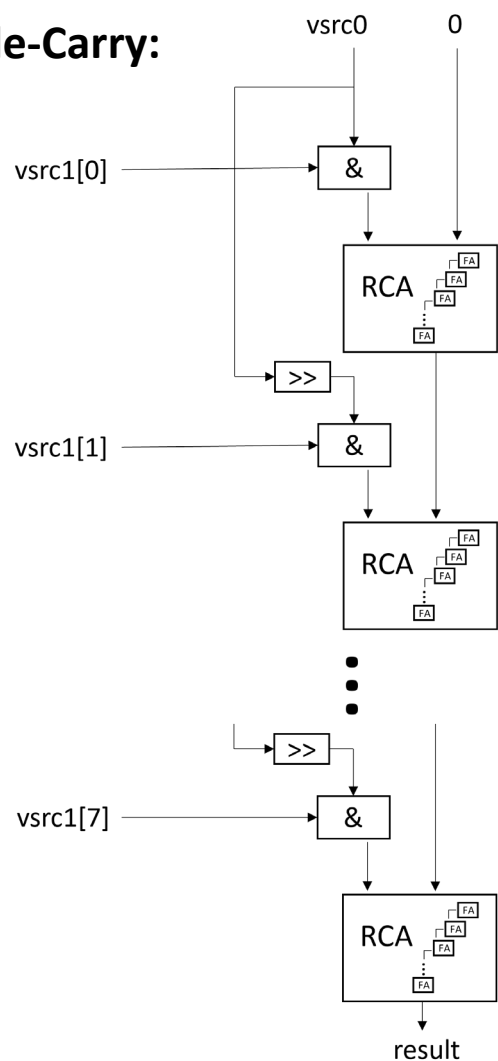 vsrc0 0
le-Carry:
vsrc1[0]
&
RCA
FA
FA
FA
FA
>>
vsrc1[1]
&
RCA
FA
FA
FA
FA
>>
vsrc1[7]
&
RCA
FA
FA
FA
FA
result